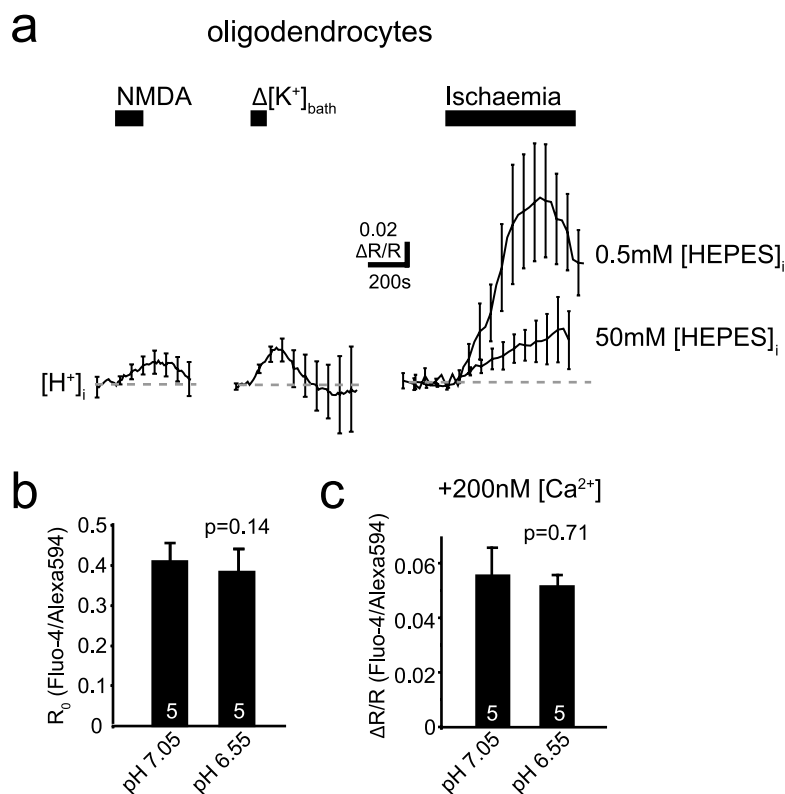 a
oligodendrocytes
NMDA
Δ[K⁺]bath
Ischaemia
0.02
ΔR/R
200s
0.5mM [HEPES]i
50mM [HEPES]i
[H⁺]i
b
R₀ (Fluo-4/Alexa594)
0.5
0.4
0.3
0.2
0.1
0
p=0.14
5
5
pH 7.05
pH 6.55
c
+200nM [Ca²⁺]
ΔR/R (Fluo-4/Alexa594)
0.06
0.04
0.02
0
p=0.71
5
5
pH 7.05
pH 6.55